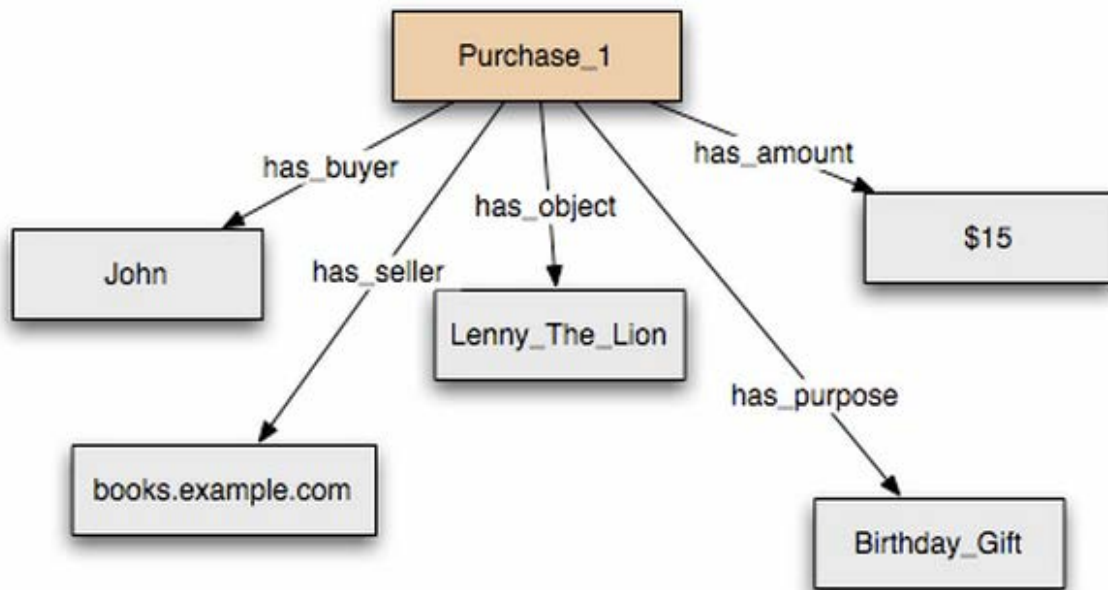 Purchase_1
has_buyer
has_amount
has_object
$15
John
has_seller
Lenny_The_Lion
has_purpose
books.example.com
Birthday_Gift